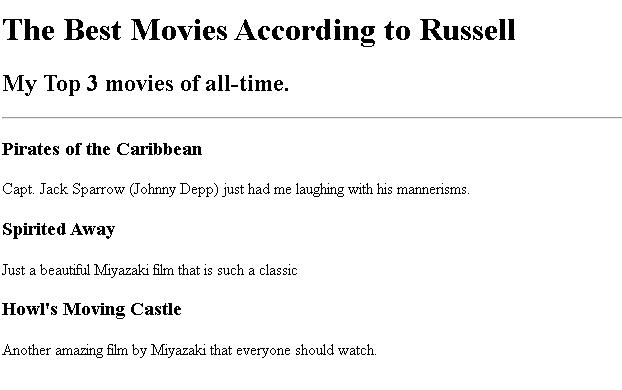 The Best Movies According to Russell
My Top 3 movies of all-time.
Pirates of the Caribbean
Capt. Jack Sparrow (Johnny Depp) just had me laughing with his mannerisms.
Spirited Away
Just a beautiful Miyazaki film that is such a classic
Howl's Moving Castle
Another amazing film by Miyazaki that everyone should watch.